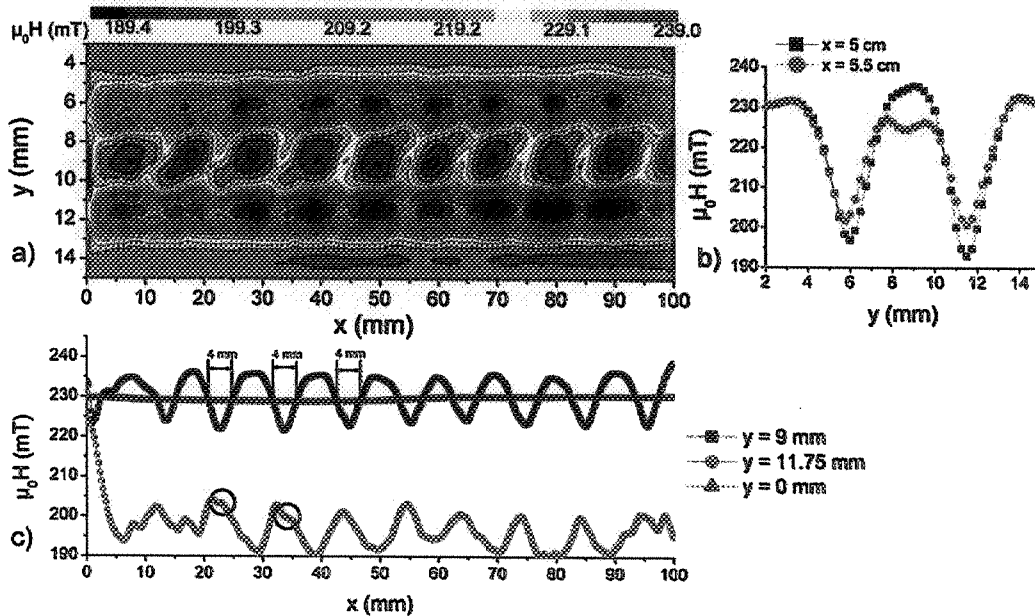 μ₀H (mT) 189.4 199.3 209.2 219.2 229.1 239.0
y (mm)
4
6
8
10
12
14
a)
0 10 20 30 40 50 60 70 80 90 100
x (mm)
x = 5 cm
x = 5.5 cm
μ₀H (mT)
240
230
220
210
200
190
b)
2 4 6 8 10 12 14
y (mm)
4 mm 4 mm 4 mm
μ₀H (mT)
240
230
220
210
200
190
c)
0 10 20 30 40 50 60 70 80 90 100
x (mm)
y = 9 mm
y = 11.75 mm
y = 0 mm